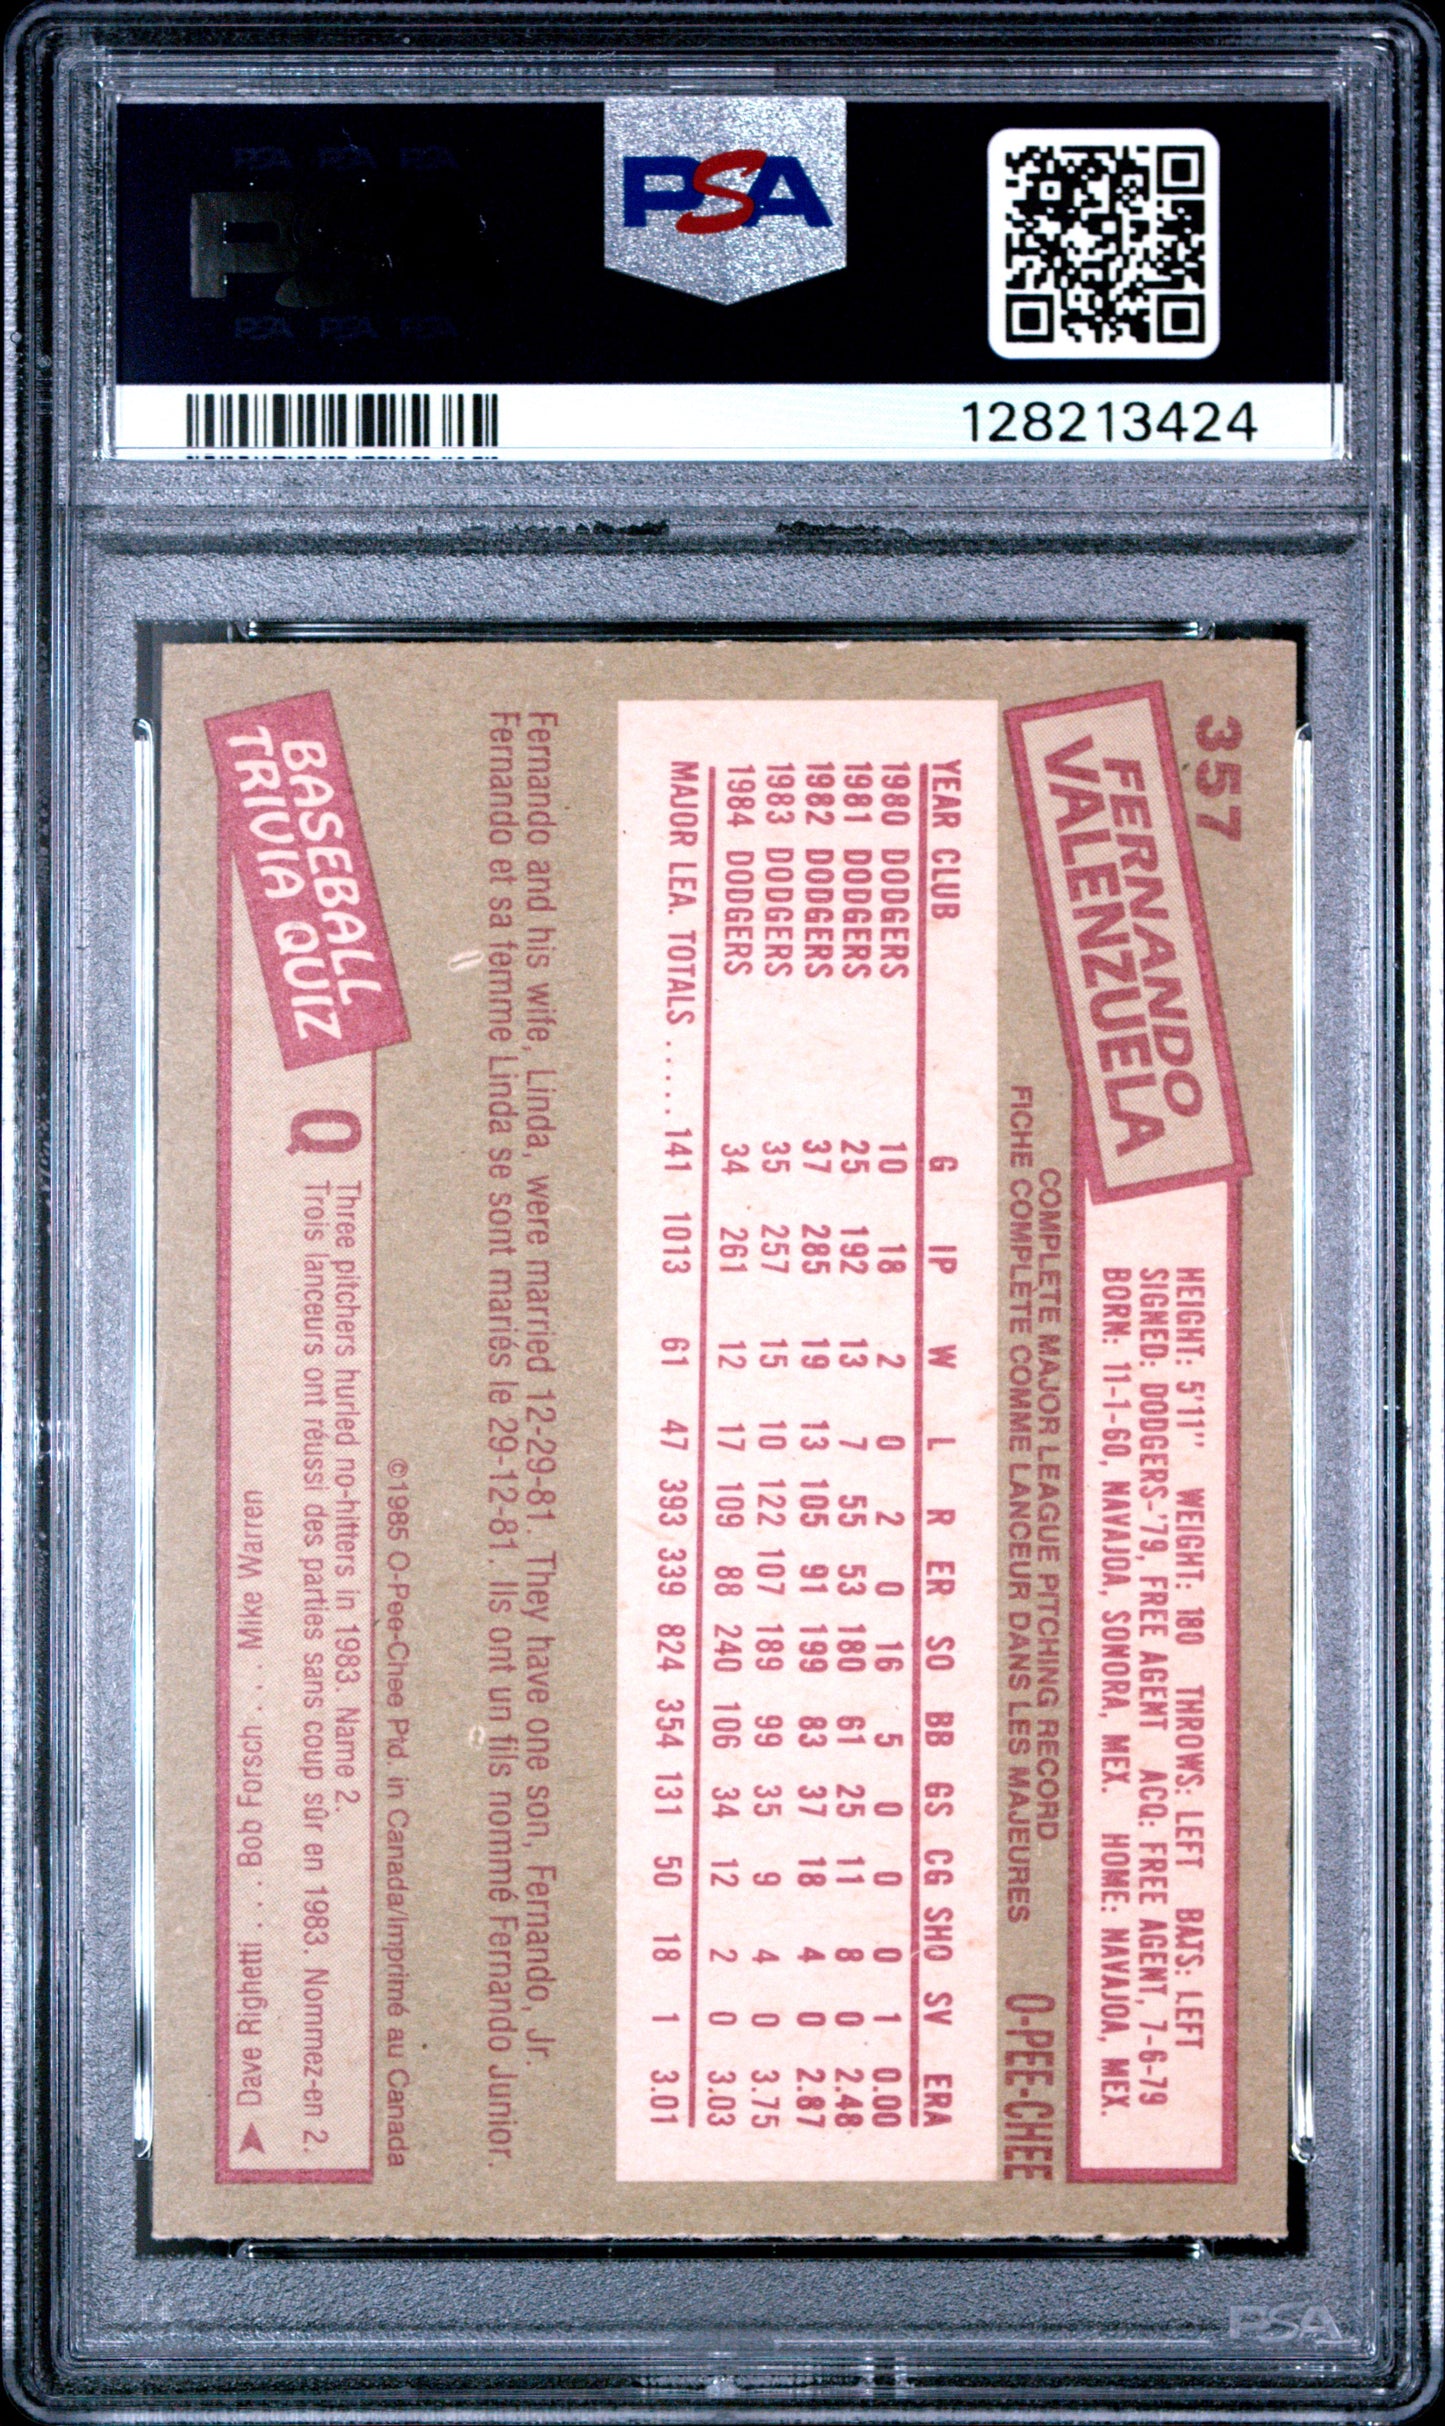 PSA PSA PSA
PSA
PSA PSA PSA
128213424
357
FERNANDO
VALENZUELA
HEIGHT: 5'11" WEIGHT: 180 THROWS: LEFT BATS: LEFT
SIGNED: DODGERS-'79, FREE AGENT ACQ: FREE AGENT, 7-6-79
BORN: 11-1-60, NAVAJOA, SONORA, MEX. HOME: NAVAJOA, MEX.
COMPLETE MAJOR LEAGUE PITCHING RECORD
FICHE COMPLÈTE COMME LANCEUR DANS LES MAJEURES
O-PEE-CHEE
YEAR CLUB G IP W L R ER SO BB GS CG SHO SV ERA
1980 DODGERS 10 18 2 0 2 0 16 5 0 0 0 1 0.00
1981 DODGERS 25 192 13 7 55 53 180 61 25 11 8 0 2.48
1982 DODGERS 37 285 19 13 105 91 199 83 37 18 4 0 2.87
1983 DODGERS 35 257 15 10 122 107 189 99 35 9 4 0 3.75
1984 DODGERS 34 261 12 17 109 88 240 106 34 12 2 0 3.03
MAJOR LEA. TOTALS ..... 141 1013 61 47 393 339 824 354 131 50 18 1 3.01
Fernando and his wife, Linda, were married 12-29-81. They have one son, Fernando, Jr.
Fernando et sa femme Linda se sont mariés le 29-12-81. Ils ont un fils nommé Fernando Junior.
©1985 O-Pee-Chee Ptd. in Canada/Imprimé au Canada
BASEBALL
TRIVIA QUIZ
Q
Three pitchers hurled no-hitters in 1983. Name 2.
Trois lanceurs ont réussi des parties sans coup sûr en 1983. Nommez-en 2.
Mike Warren . . . Bob Forsch . . . Dave Righetti
PSA